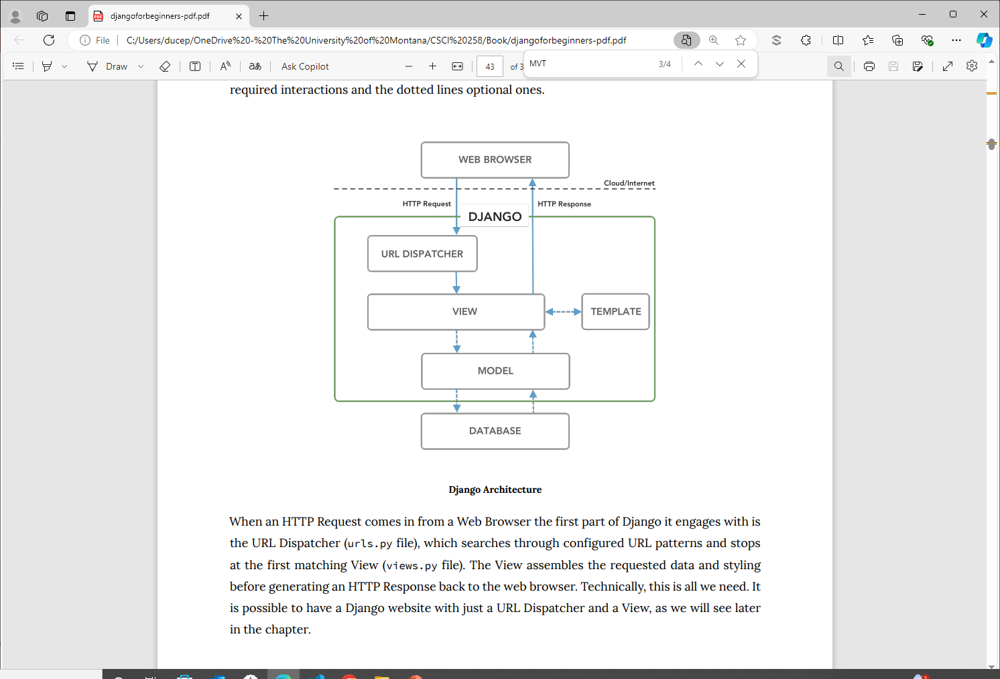 djangoforbeginners-pdf.pdf
File
C:/Users/ducep/OneDrive%20-%20The%20University%20of%20Montana/CSCI%20258/Book/djangoforbeginners-pdf.pdf
Draw
Ask Copilot
43
of 3
MVT
3/4
required interactions and the dotted lines optional ones.
WEB BROWSER
Cloud/Internet
HTTP Request
HTTP Response
DJANGO
URL DISPATCHER
VIEW
TEMPLATE
MODEL
DATABASE
Django Architecture
When an HTTP Request comes in from a Web Browser the first part of Django it engages with is
the URL Dispatcher (urls.py file), which searches through configured URL patterns and stops
at the first matching View (views.py file). The View assembles the requested data and styling
before generating an HTTP Response back to the web browser. Technically, this is all we need. It
is possible to have a Django website with just a URL Dispatcher and a View, as we will see later
in the chapter.